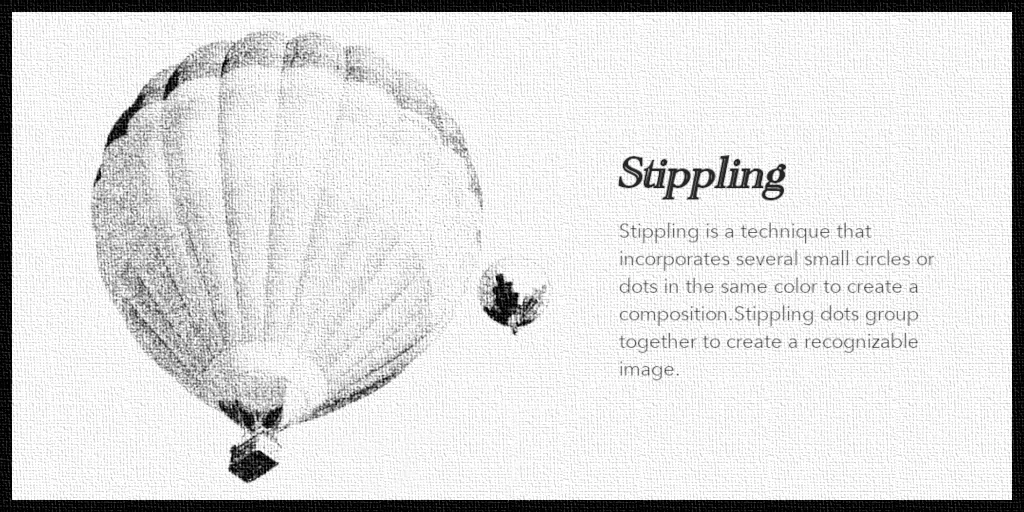 Stippling
Stippling is a technique that
incorporates several small circles or
dots in the same color to create a
composition.Stippling dots group
together to create a recognizable
image.